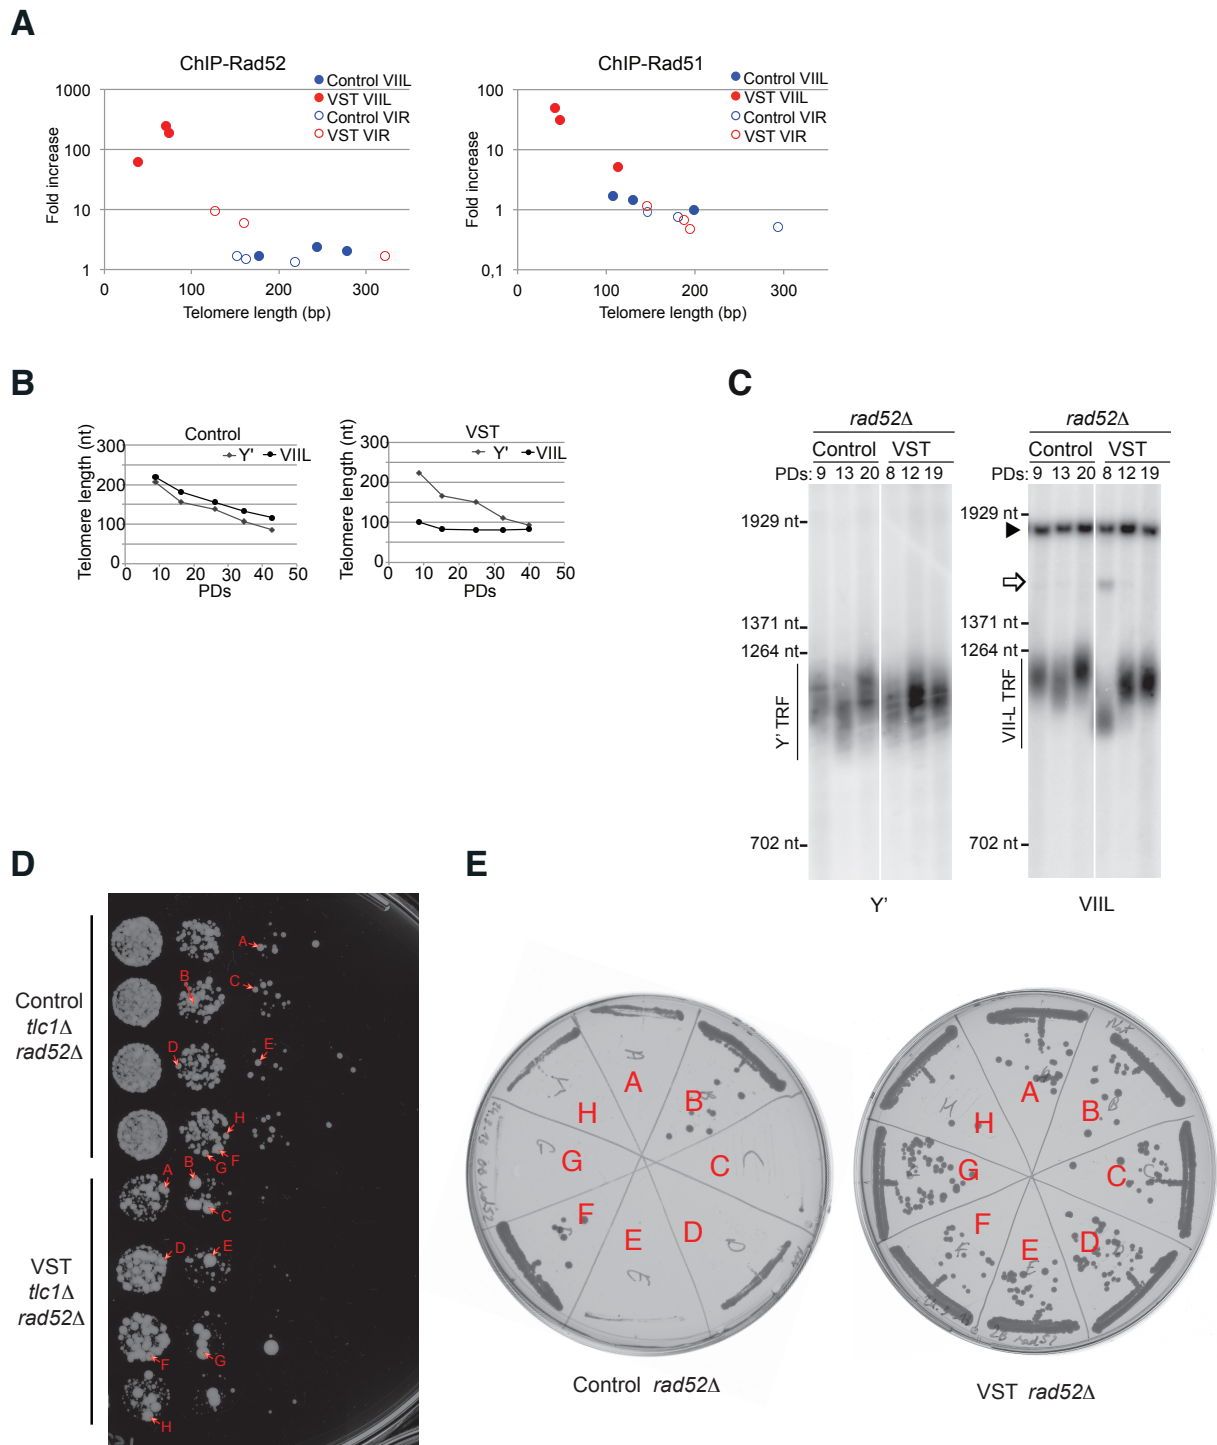 A
ChIP-Rad52
Control VIIL
VST VIIL
Control VIR
VST VIR
Fold increase
1000
100
10
1
0
100
200
300
Telomere length (bp)
ChIP-Rad51
Control VIIL
VST VIIL
Control VIR
VST VIR
Fold increase
100
10
1
0,1
0
100
200
300
Telomere length (bp)
B
Control
Y'
VIIL
Telomere length (nt)
300
200
100
0
0 10 20 30 40 50
PDs
VST
Y'
VIIL
Telomere length (nt)
300
200
100
0
0 10 20 30 40 50
PDs
C
rad52Δ
Control VST
PDs: 9 13 20 8 12 19
1929 nt
1371 nt
1264 nt
Y' TRF
702 nt
Y'
rad52Δ
Control VST
PDs: 9 13 20 8 12 19
1929 nt
1371 nt
1264 nt
VII-L TRF
702 nt
VIIL
D
Control
tlc1Δ
rad52Δ
VST
tlc1Δ
rad52Δ
A
B
C
D
E
H
F
G
A
B
C
D
E
F
G
H
E
A
B
C
D
E
F
G
H
Control rad52Δ
A
B
C
D
E
F
G
H
VST rad52Δ